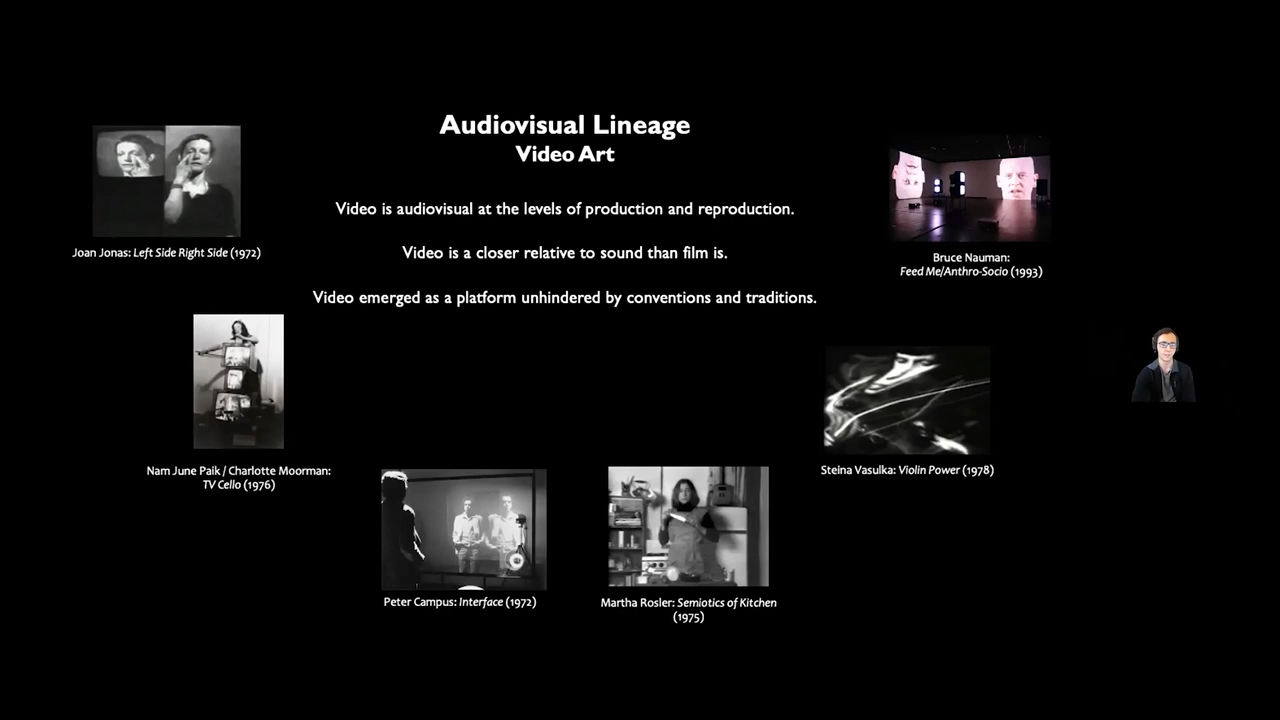 Audiovisual Lineage
Video Art
Video is audiovisual at the levels of production and reproduction.
Video is a closer relative to sound than film is.
Video emerged as a platform unhindered by conventions and traditions.
Joan Jonas: Left Side Right Side (1972)
Bruce Nauman:
Feed Me/Anthro-Socio (1993)
Nam June Paik / Charlotte Moorman:
TV Cello (1976)
Steina Vasulka: Violin Power (1978)
Peter Campus: Interface (1972)
Martha Rosler: Semiotics of Kitchen
(1975)